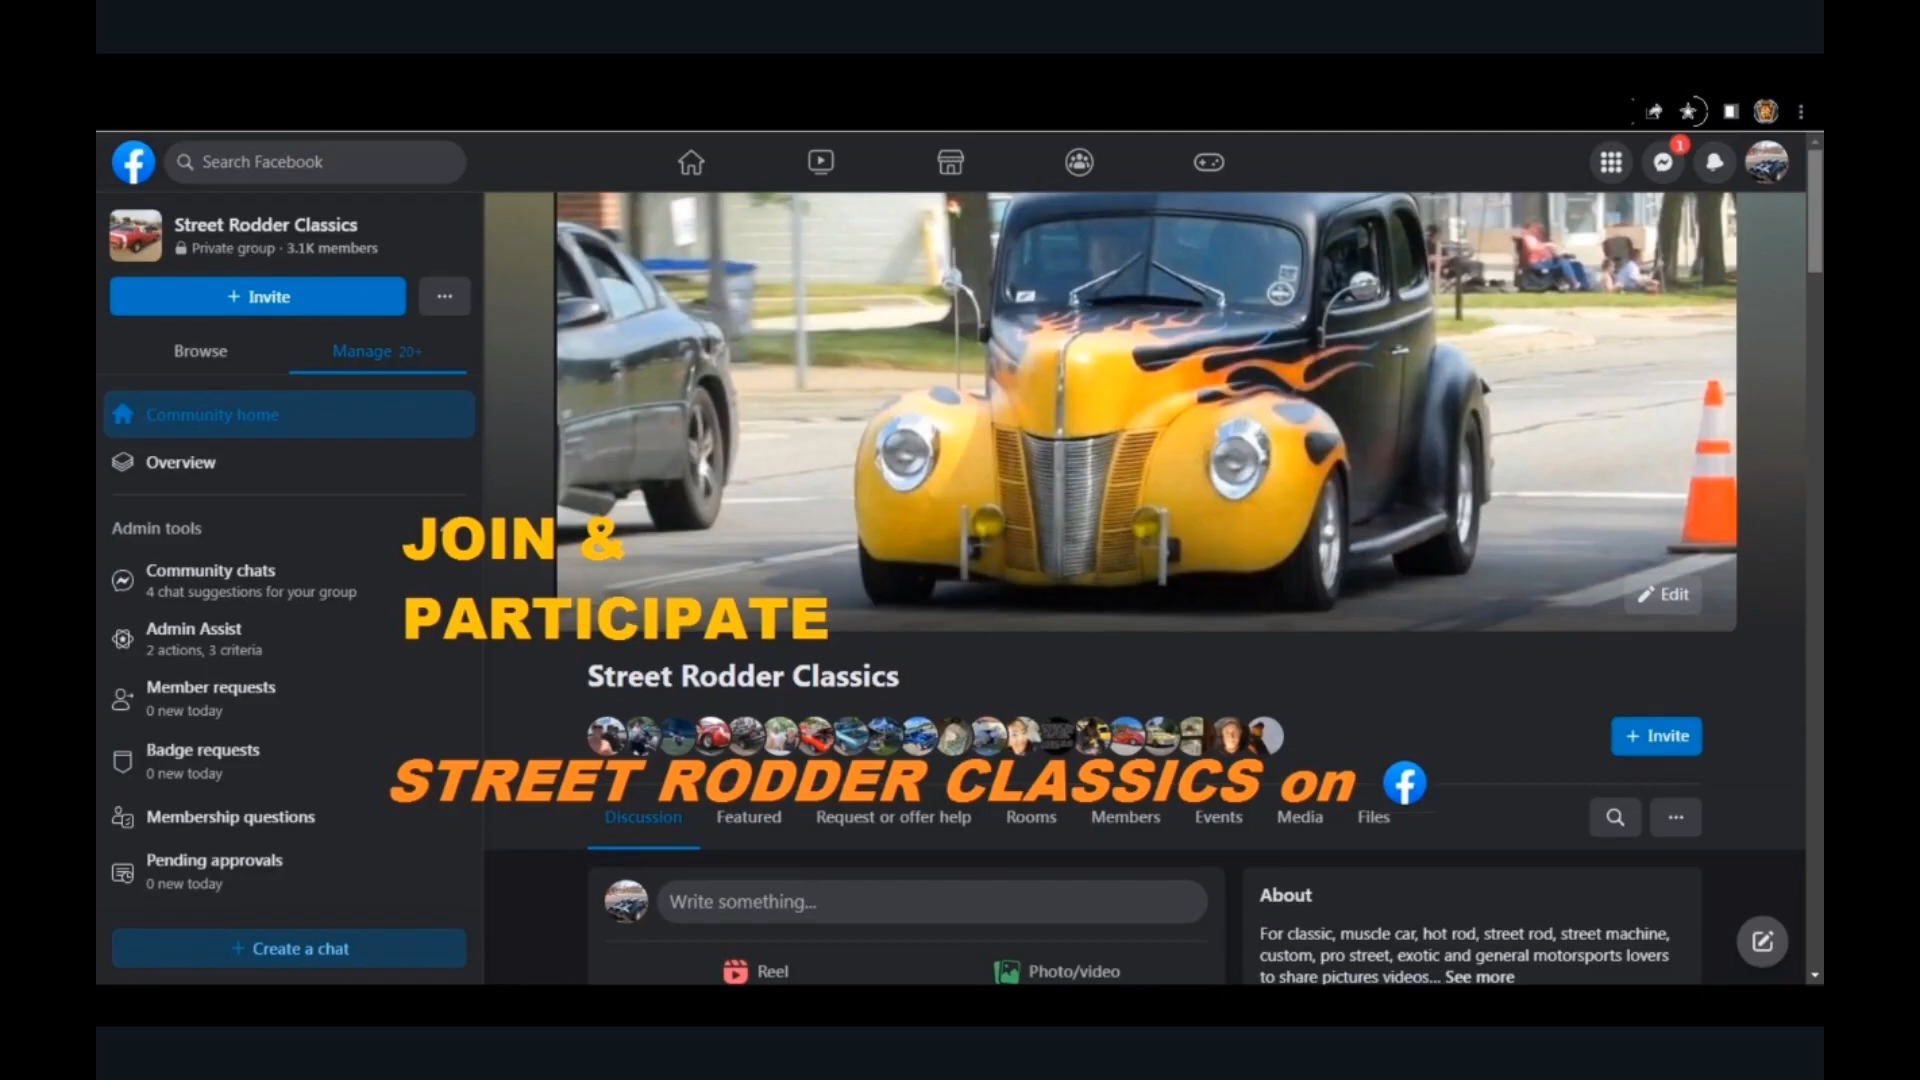 1
Search Facebook
Street Rodder Classics
Private group · 3.1K members
+ Invite
Browse
Manage 20+
Community home
Overview
Admin tools
Community chats
4 chat suggestions for your group
Admin Assist
2 actions, 3 criteria
Member requests
0 new today
Badge requests
0 new today
Membership questions
Pending approvals
0 new today
+ Create a chat
Edit
JOIN &
PARTICIPATE
Street Rodder Classics
+ Invite
STREET RODDER CLASSICS on
Discussion
Featured
Request or offer help
Rooms
Members
Events
Media
Files
Write something...
Reel
Photo/video
About
For classic, muscle car, hot rod, street rod, street machine,
custom, pro street, exotic and general motorsports lovers
to share pictures videos... See more